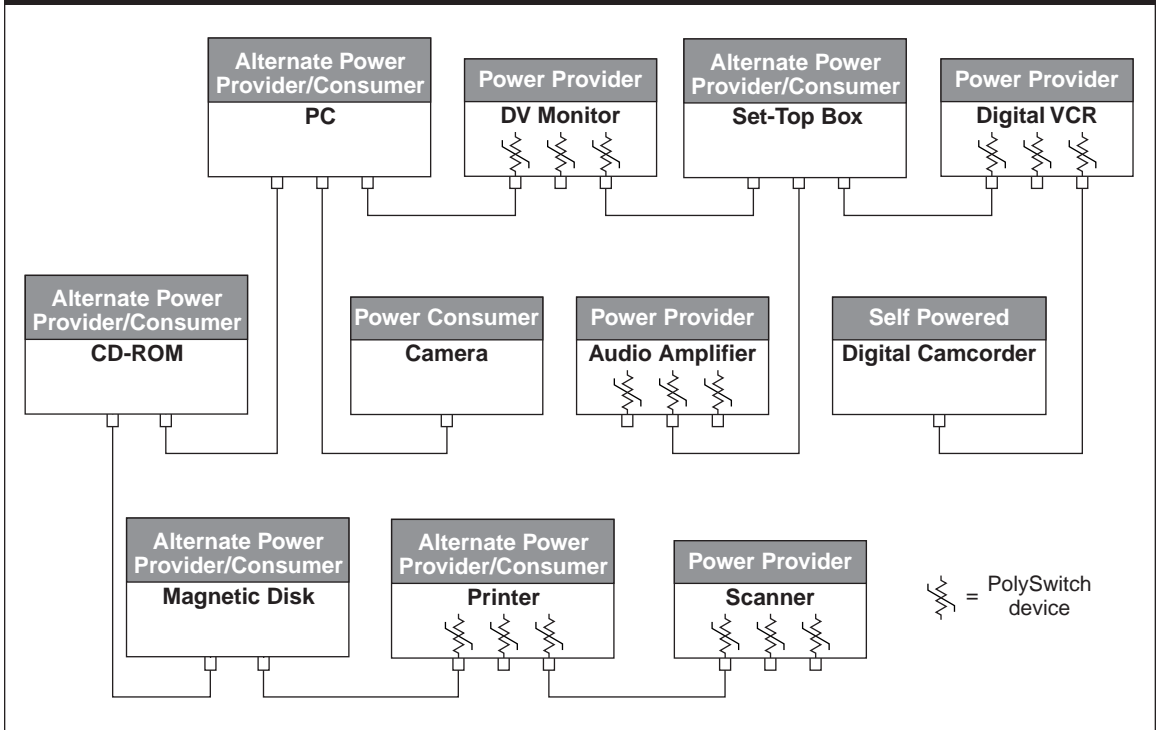 Alternate Power
Provider/Consumer
PC
Power Provider
DV Monitor
Alternate Power
Provider/Consumer
Set-Top Box
Power Provider
Digital VCR
Alternate Power
Provider/Consumer
CD-ROM
Power Consumer
Camera
Power Provider
Audio Amplifier
Self Powered
Digital Camcorder
Alternate Power
Provider/Consumer
Magnetic Disk
Alternate Power
Provider/Consumer
Printer
Power Provider
Scanner
= PolySwitch
device